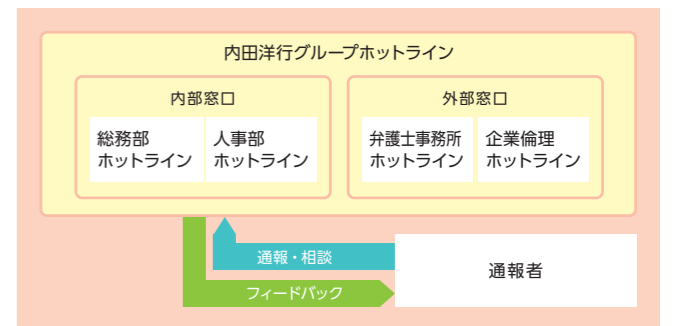 内田洋行グループホットライン
内部窓口
総務部
ホットライン
人事部
ホットライン
外部窓口
弁護士事務所
ホットライン
企業倫理
ホットライン
通報・相談
フィードバック
通報者